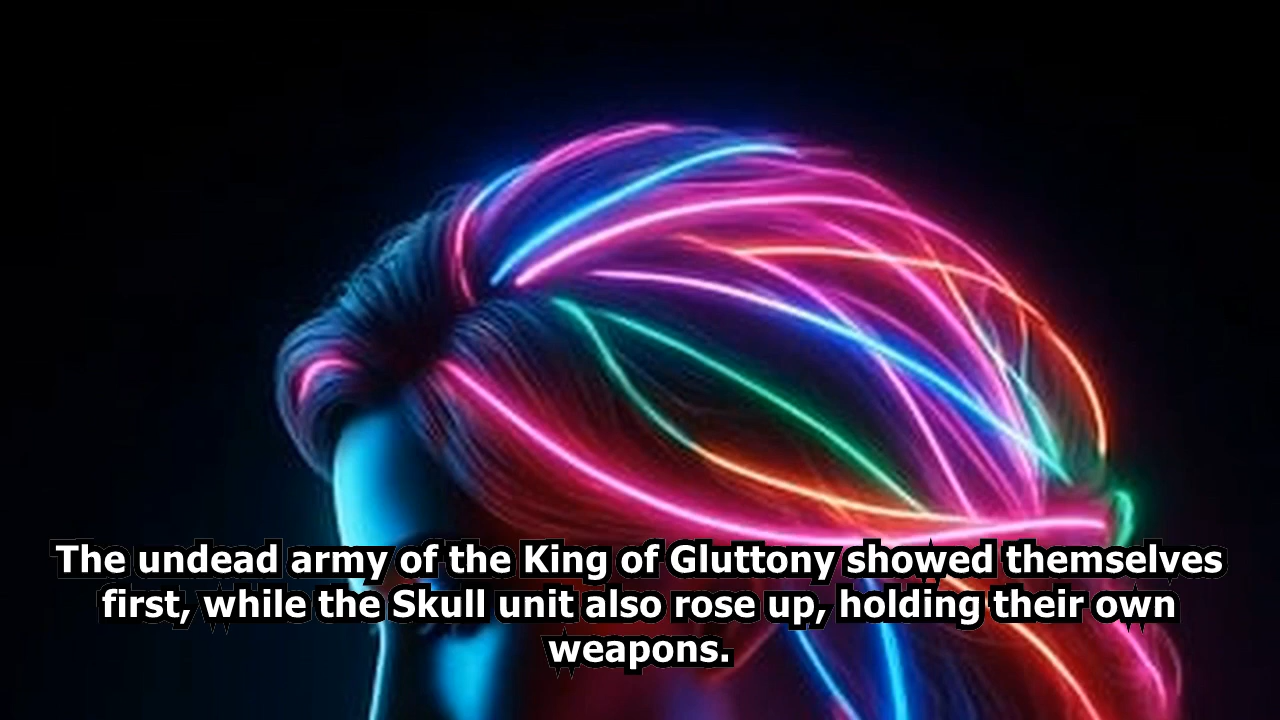 The undead army of the King of Gluttony showed themselves
first, while the Skull unit also rose up, holding their own
weapons.